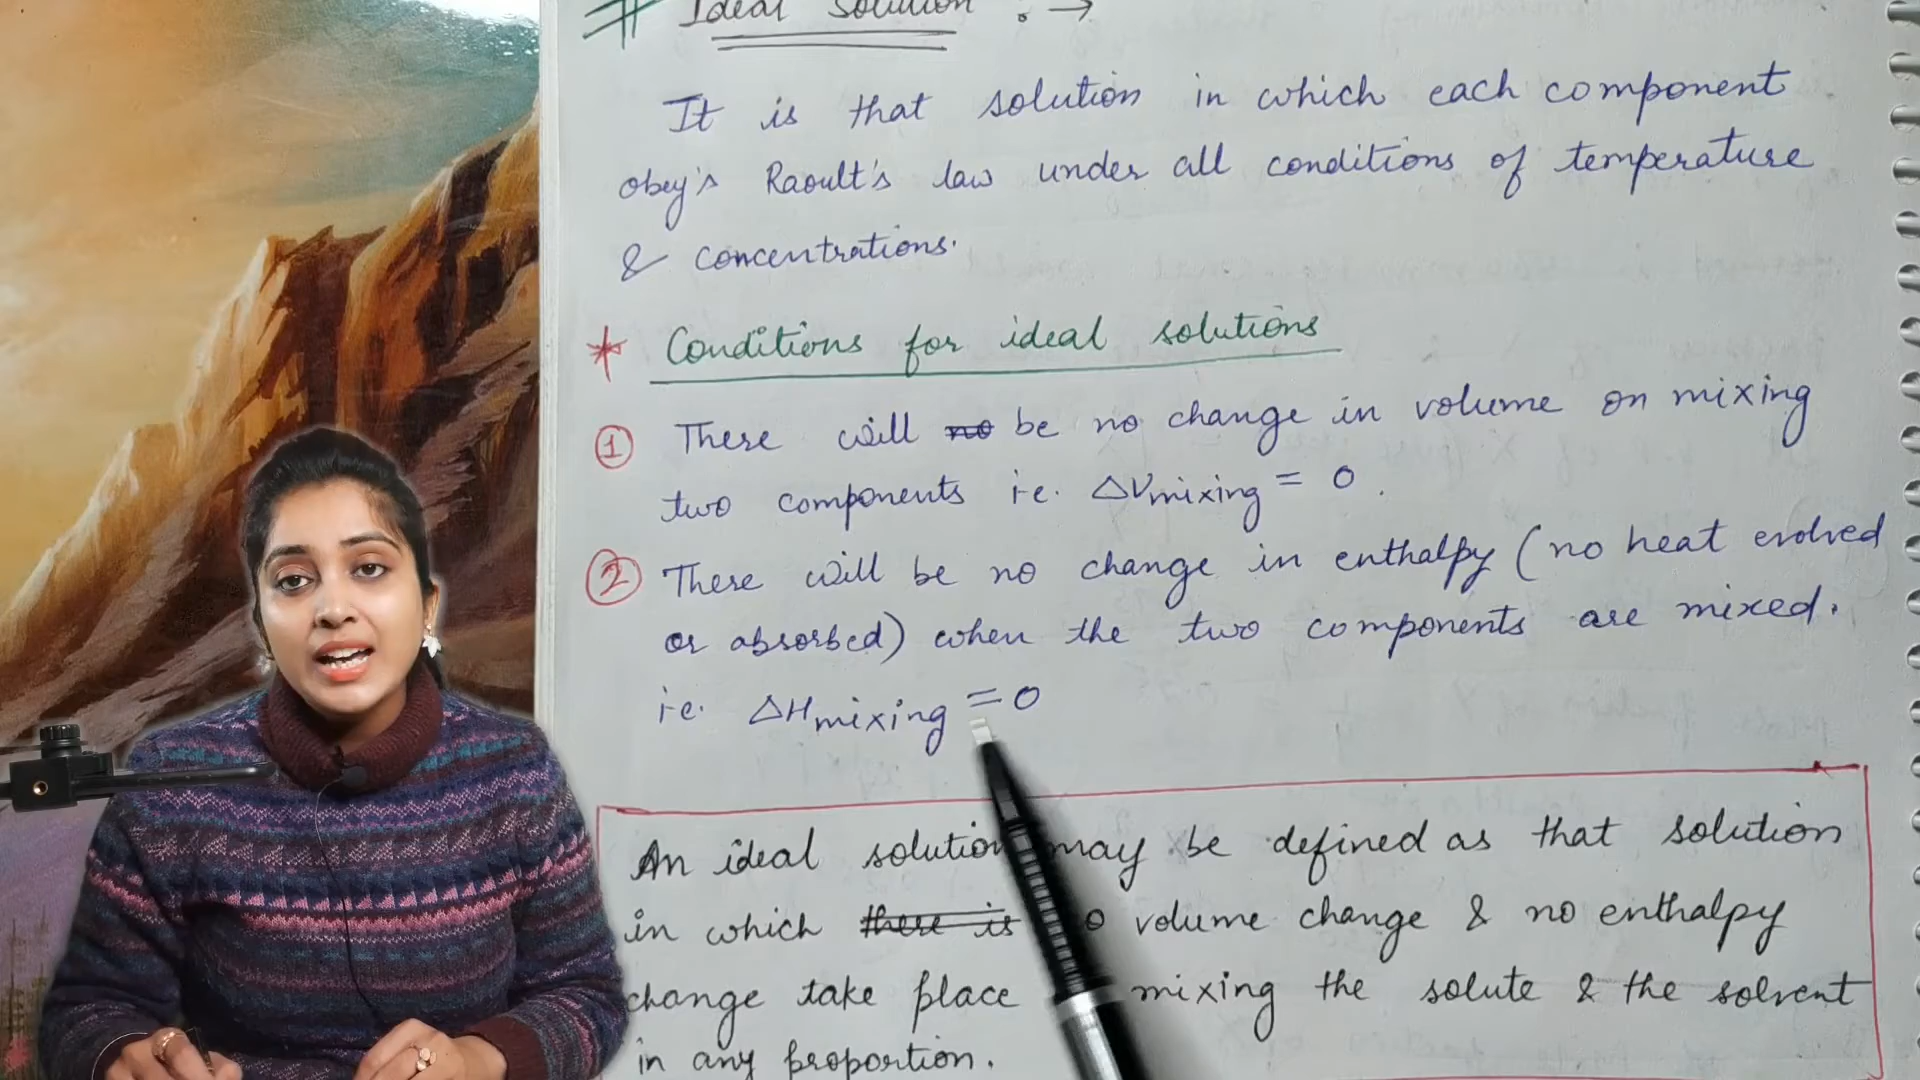 # Ideal Solution : →
It is that solution in which each component
obey's Raoult's law under all conditions of temperature
& concentrations.
* Conditions for ideal solutions
① There will no be no change in volume on mixing
two components i.e. ΔVmixing = 0.
② There will be no change in enthalpy (no heat evolved
or absorbed) when the two components are mixed.
i.e. ΔHmixing = 0
An ideal solution may be defined as that solution
in which there is volume change & no enthalpy
change take place mixing the solute & the solvent
in any proportion.